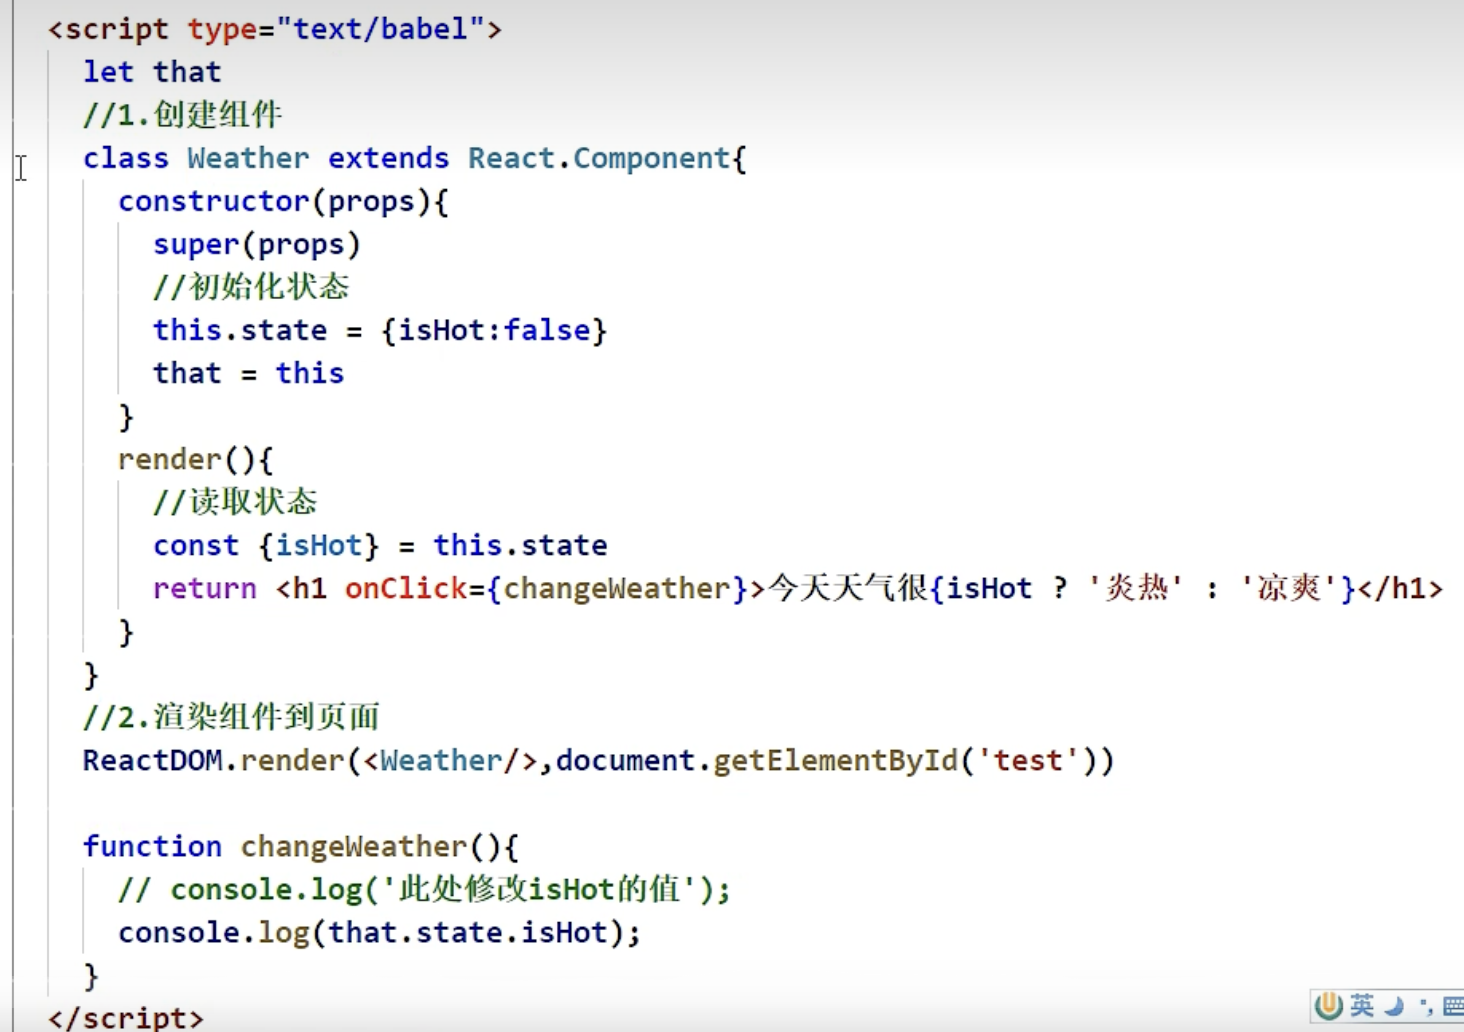 <script type="text/babel">
let that
//1.创建组件
class Weather extends React.Component{
constructor(props){
super(props)
//初始化状态
this.state = {isHot:false}
that = this
}
render(){
//读取状态
const {isHot} = this.state
return <h1 onClick={changeWeather}>今天天气很{isHot ? '炎热' : '凉爽'}</h1>
}
}
//2.渲染组件到页面
ReactDOM.render(<Weather/>,document.getElementById('test'))
function changeWeather(){
// console.log('此处修改isHot的值');
console.log(that.state.isHot);
}
</script>
英